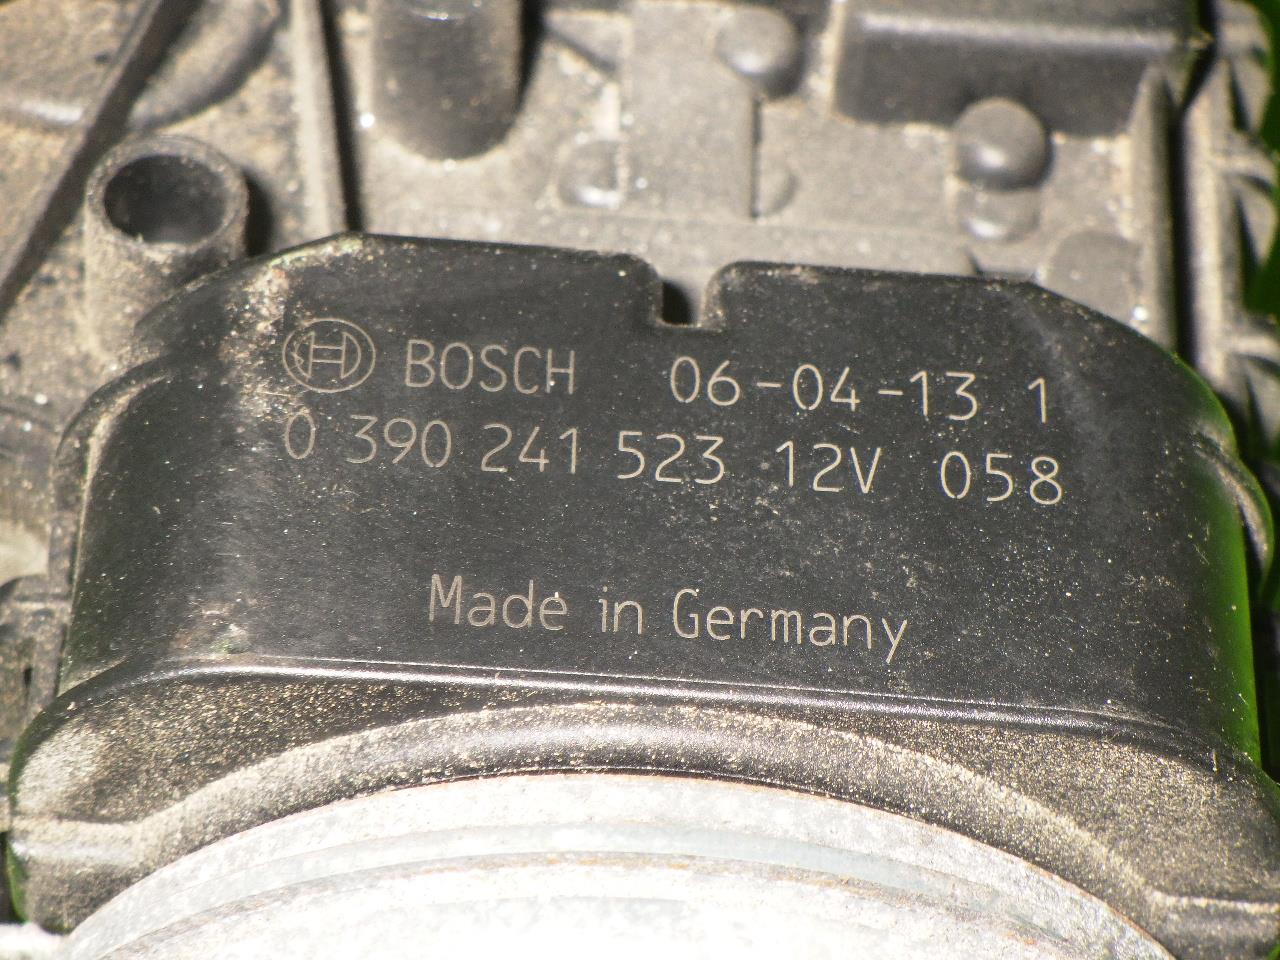 BOSCH 06-04-13 1
0 390 241 523 12V 058
Made in Germany